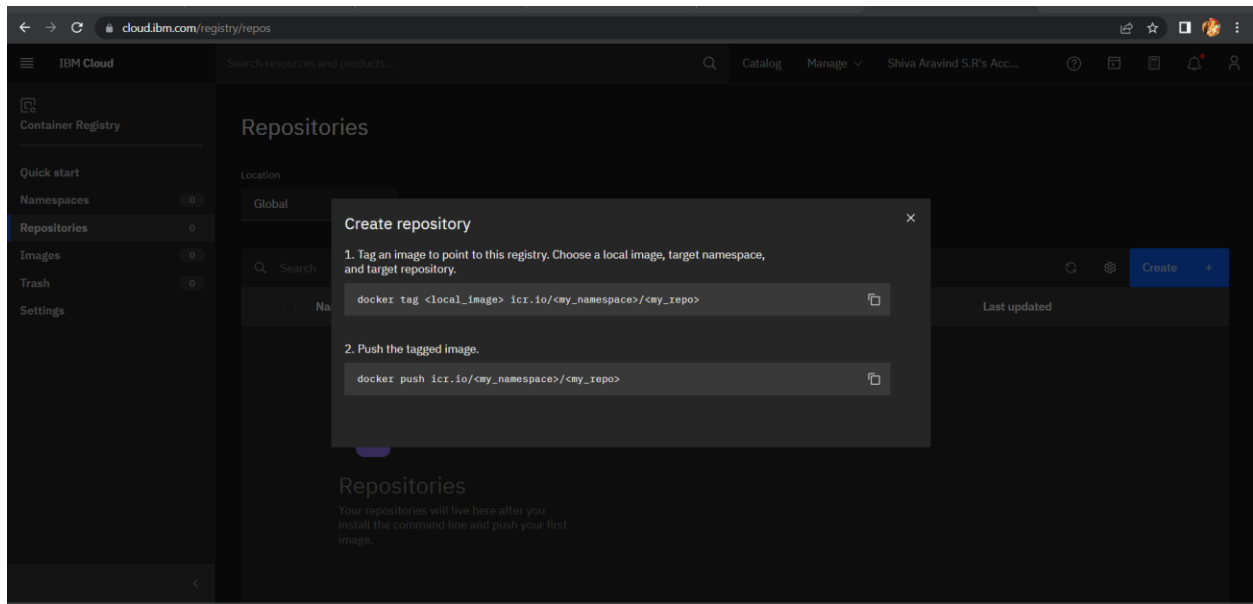 cloud.ibm.com/registry/repos
IBM Cloud
Search resources and products...
Catalog
Manage
Shiva Aravind S.R's Acc...
Container Registry
Quick start
Namespaces 0
Repositories 0
Images 0
Trash 0
Settings
Repositories
Location
Global
Search
Create +
Na
Last updated
Create repository
1. Tag an image to point to this registry. Choose a local image, target namespace,
and target repository.
docker tag <local_image> icr.io/<my_namespace>/<my_repo>
2. Push the tagged image.
docker push icr.io/<my_namespace>/<my_repo>
Repositories
Your repositories will live here after you
install the command line and push your first
image.